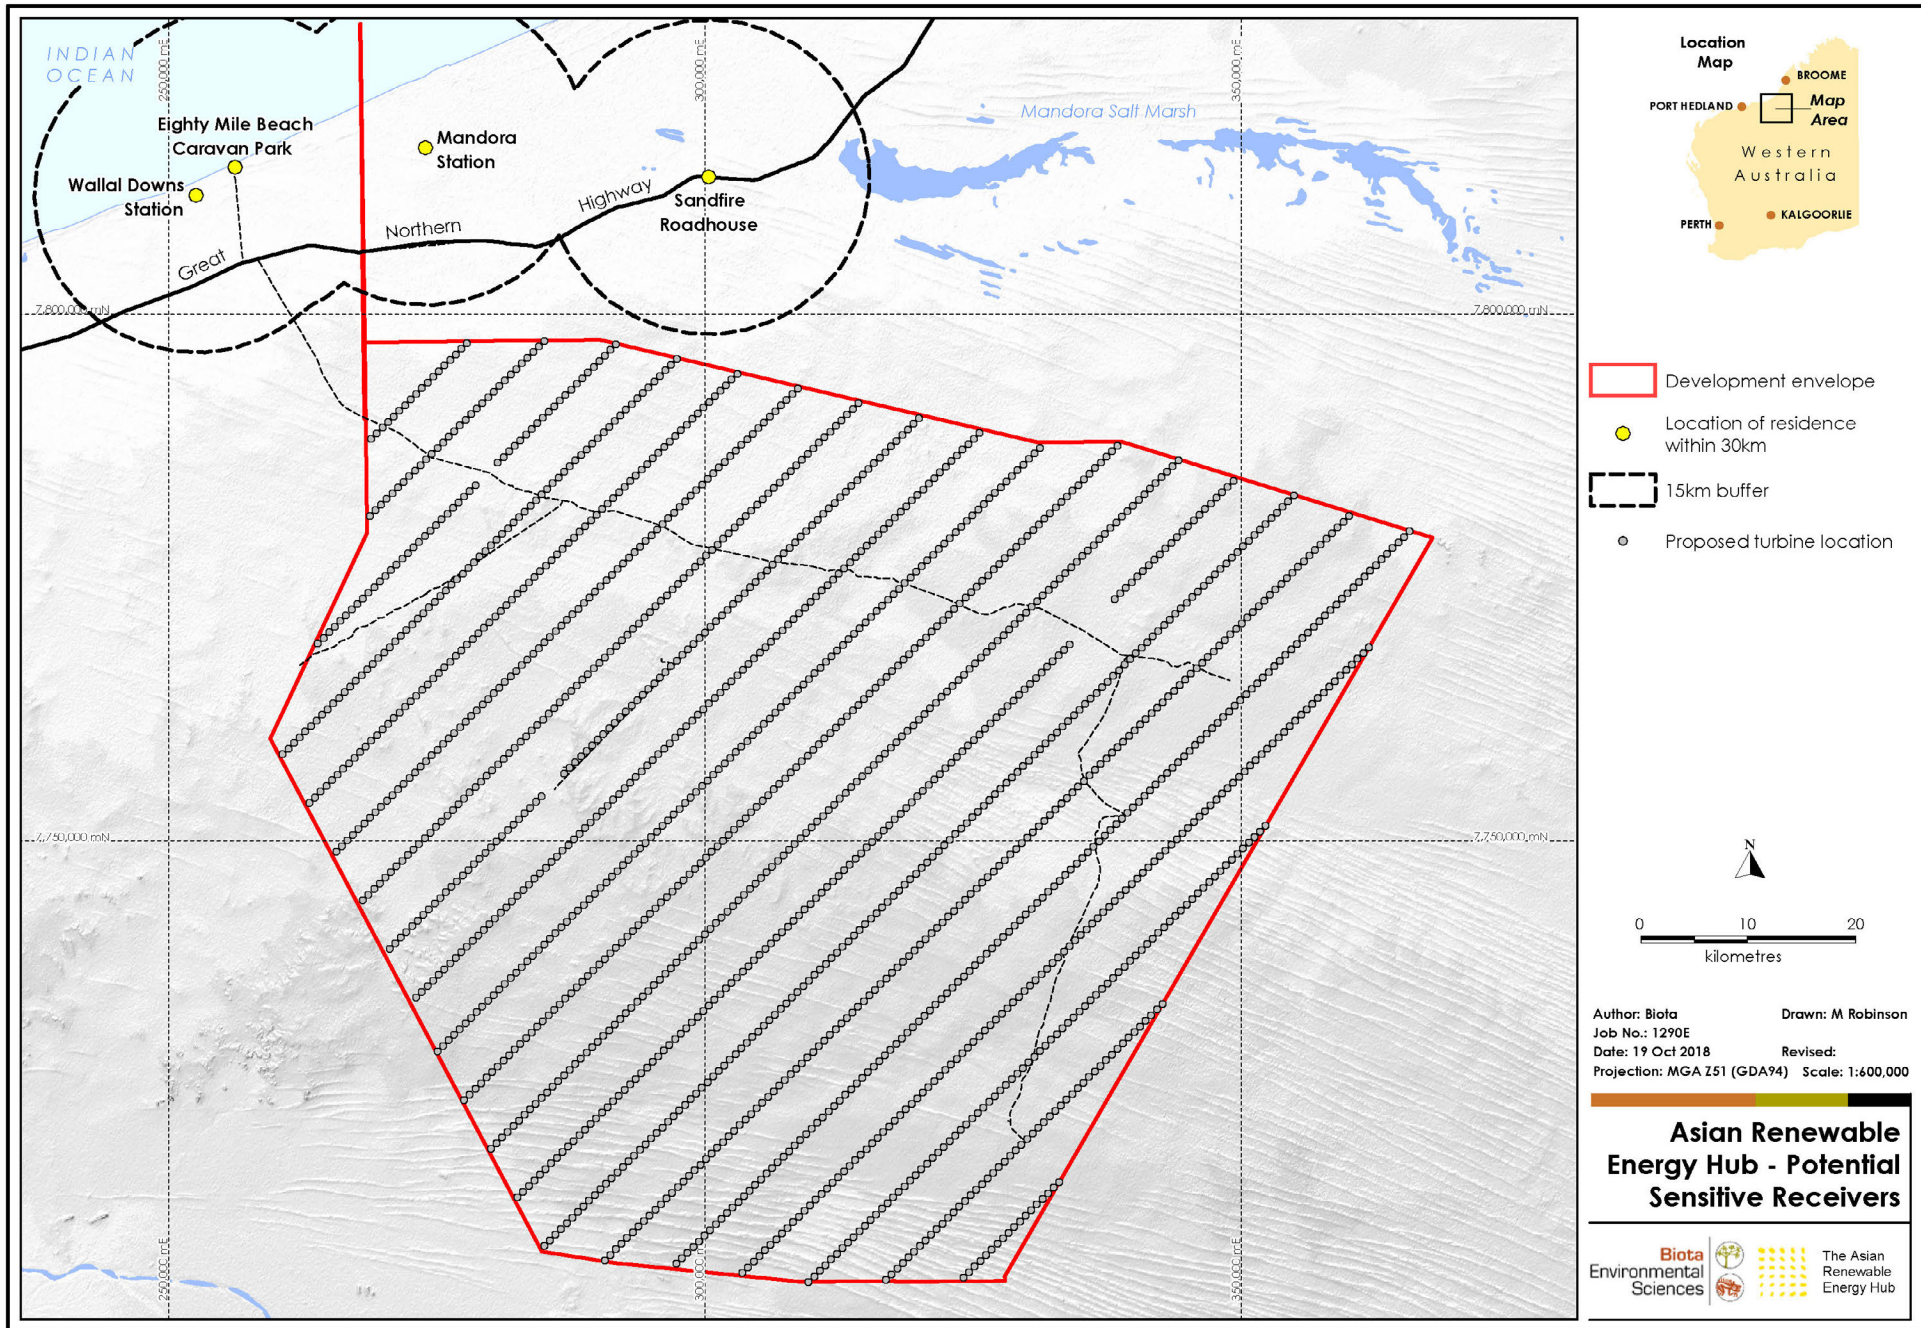 INDIAN
OCEAN
250,000 mE
300,000 mE
350,000 mE
Eighty Mile Beach
Caravan Park
Wallal Downs
Station
Mandora
Station
Mandora Salt Marsh
Sandfire
Roadhouse
Great
Northern
Highway
7,800,000 mN
7,800,000 mN
7,750,000 mN
7,750,000 mN
250,000 mE
300,000 mE
350,000 mE
Location
Map
BROOME
PORT HEDLAND
Map
Area
Western
Australia
PERTH
KALGOORLIE
Development envelope
Location of residence
within 30km
15km buffer
Proposed turbine location
N
0 10 20
kilometres
Author: Biota Drawn: M Robinson
Job No.: 1290E
Date: 19 Oct 2018 Revised:
Projection: MGA Z51 (GDA94) Scale: 1:600,000
Asian Renewable
Energy Hub - Potential
Sensitive Receivers
Biota
Environmental
Sciences
The Asian
Renewable
Energy Hub